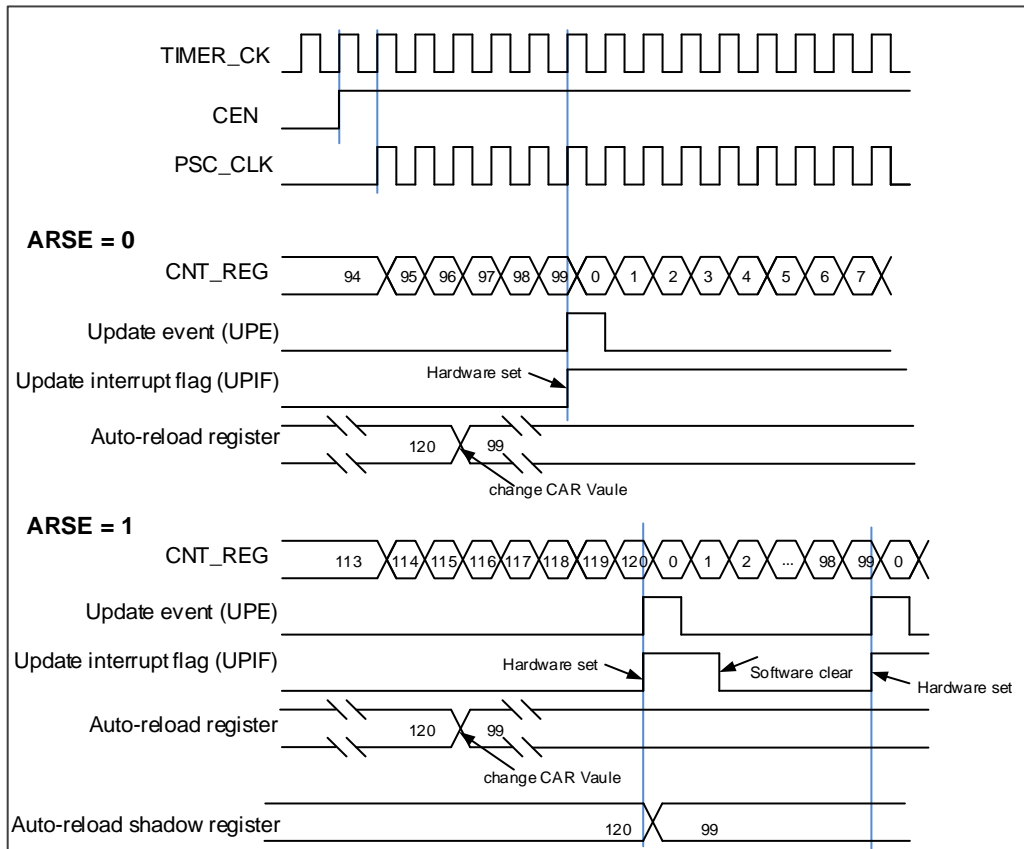 TIMER_CK
CEN
PSC_CLK
ARSE = 0
CNT_REG 94 95 96 97 98 99 0 1 2 3 4 5 6 7
Update event (UPE)
Update interrupt flag (UPIF) Hardware set
Auto-reload register 120 99
change CAR Vaule
ARSE = 1
CNT_REG 113 114 115 116 117 118 119 120 0 1 2 ... 98 99 0
Update event (UPE)
Update interrupt flag (UPIF) Hardware set Software clear Hardware set
Auto-reload register 120 99
change CAR Vaule
Auto-reload shadow register 120 99